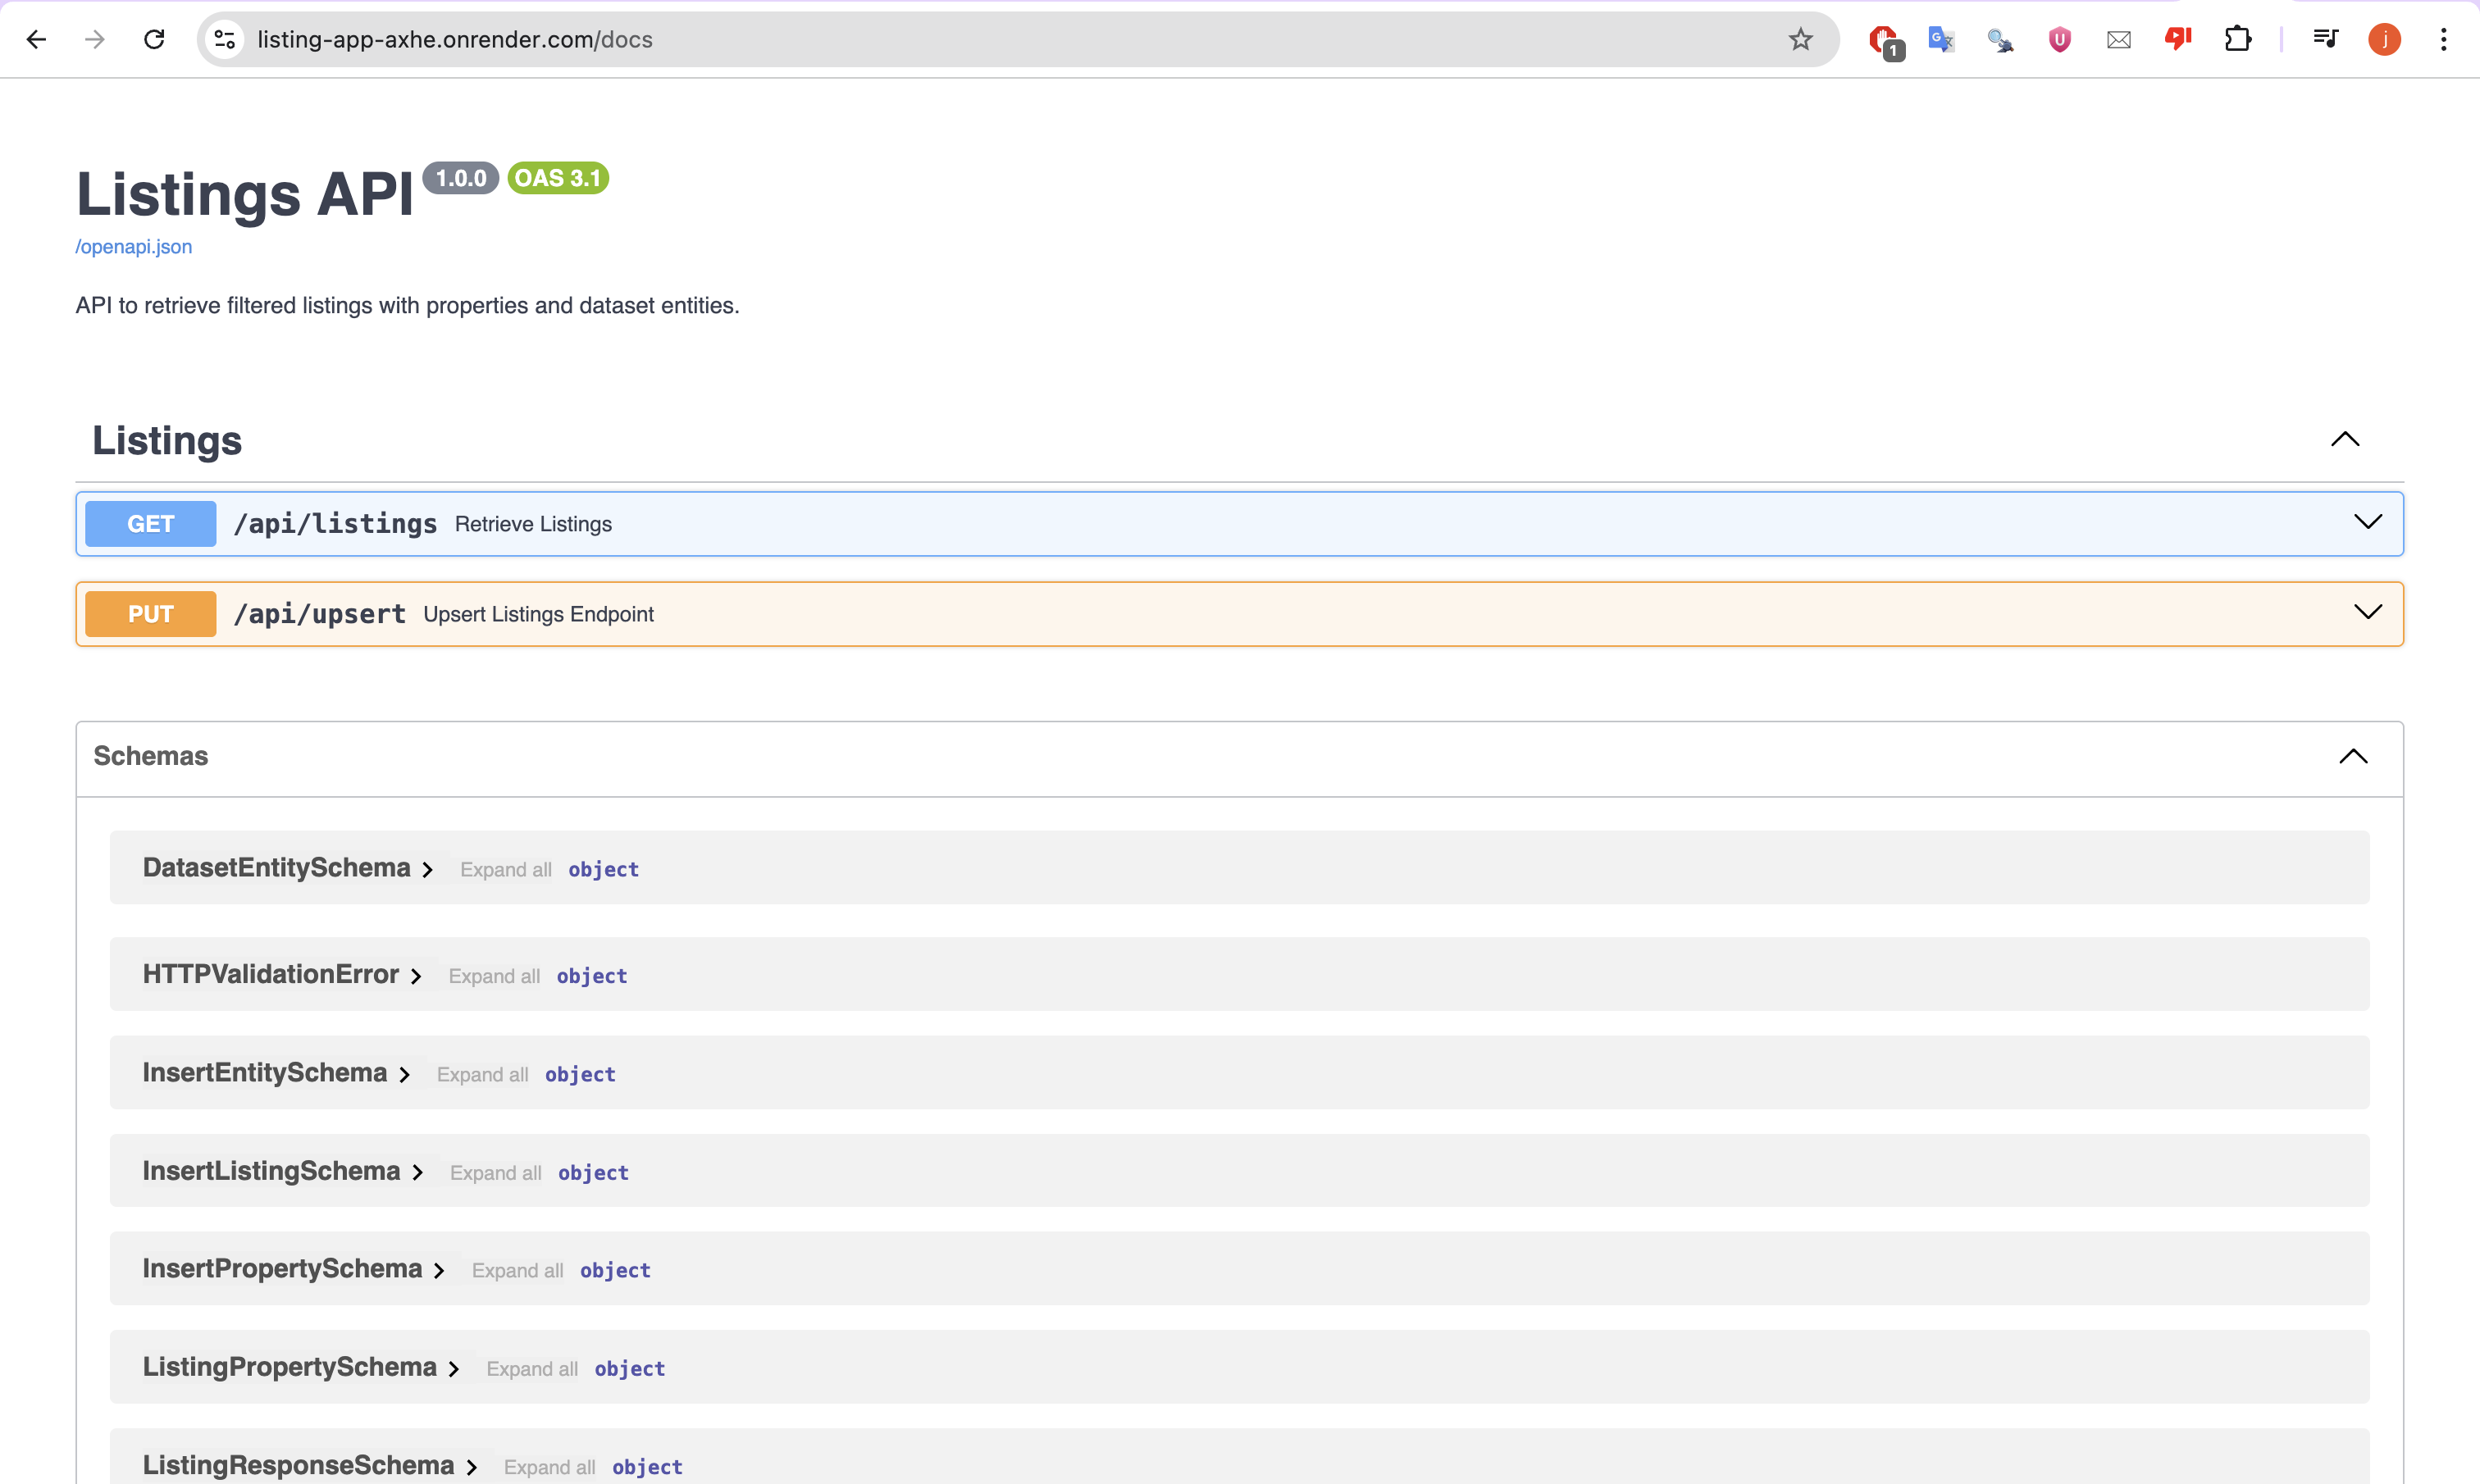 listing-app-axhe.onrender.com/docs
1
j
Listings API 1.0.0 OAS 3.1
/openapi.json
API to retrieve filtered listings with properties and dataset entities.
Listings
GET /api/listings Retrieve Listings
PUT /api/upsert Upsert Listings Endpoint
Schemas
DatasetEntitySchema Expand all object
HTTPValidationError Expand all object
InsertEntitySchema Expand all object
InsertListingSchema Expand all object
InsertPropertySchema Expand all object
ListingPropertySchema Expand all object
ListingResponseSchema Expand all object